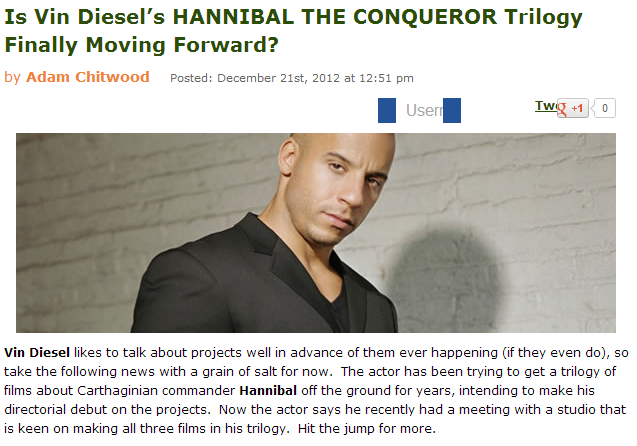 Is Vin Diesel’s HANNIBAL THE CONQUEROR Trilogy
Finally Moving Forward?
by Adam Chitwood Posted: December 21st, 2012 at 12:51 pm
Usern
Twe
g +1
0
Vin Diesel likes to talk about projects well in advance of them ever happening (if they even do), so
take the following news with a grain of salt for now. The actor has been trying to get a trilogy of
films about Carthaginian commander Hannibal off the ground for years, intending to make his
directorial debut on the projects. Now the actor says he recently had a meeting with a studio that
is keen on making all three films in his trilogy. Hit the jump for more.